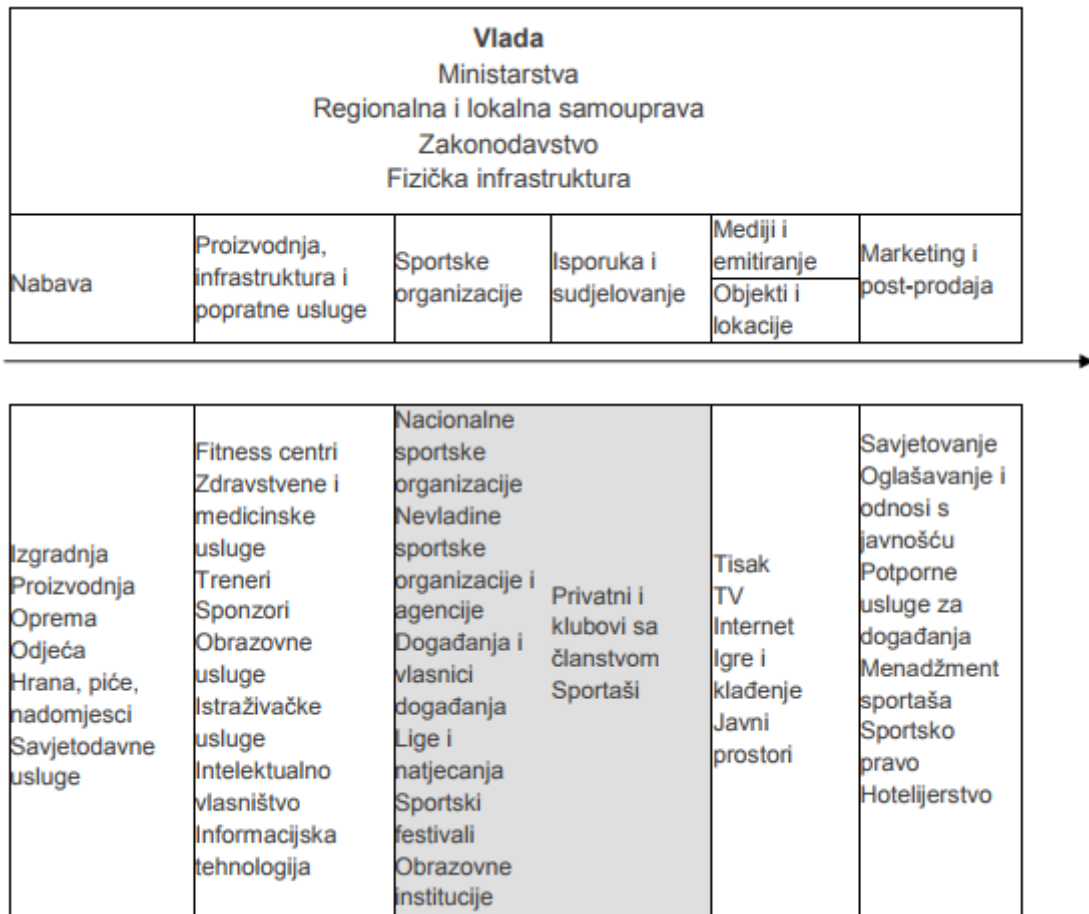 Vlada
Ministarstva
Regionalna i lokalna samouprava
Zakonodavstvo
Fizička infrastruktura
Nabava
Proizvodnja,
infrastruktura i
popratne usluge
Sportske
organizacije
Isporuka i
sudjelovanje
Mediji i
emitiranje
Objekti i
lokacije
Marketing i
post-prodaja
Izgradnja
Proizvodnja
Oprema
Odjeća
Hrana, piće,
nadomjesci
Savjetodavne
usluge
Fitness centri
Zdravstvene i
medicinske
usluge
Treneri
Sponzori
Obrazovne
usluge
Istraživačke
usluge
Intelektualno
vlasništvo
Informacijska
tehnologija
Nacionalne
sportske
organizacije
Nevladine
sportske
organizacije i
agencije
Događanja i
vlasnici
događanja
Lige i
natjecanja
Sportski
festivali
Obrazovne
institucije
Privatni i
klubovi sa
članstvom
Sportaši
Tisak
TV
Internet
Igre i
klađenje
Javni
prostori
Savjetovanje
Oglašavanje i
odnosi s
javnošću
Potporne
usluge za
događanja
Menadžment
sportaša
Sportsko
pravo
Hotelijerstvo